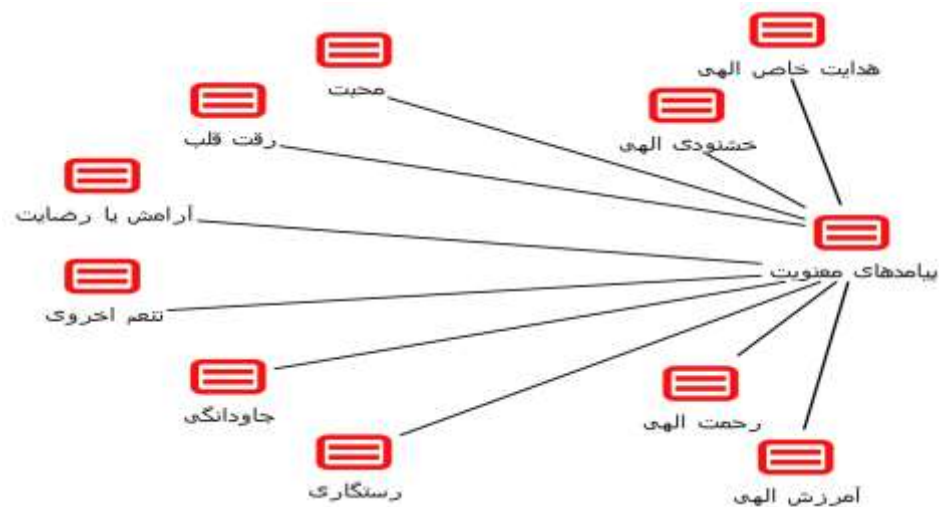 هدایت خاص الهی
محبت
خشنودی الهی
رقت قلب
آرامش یا رضایت
پیامدهای معنویت
تنعم اخروی
جاودانگی
رحمت الهی
رستگاری
آمرزش الهی